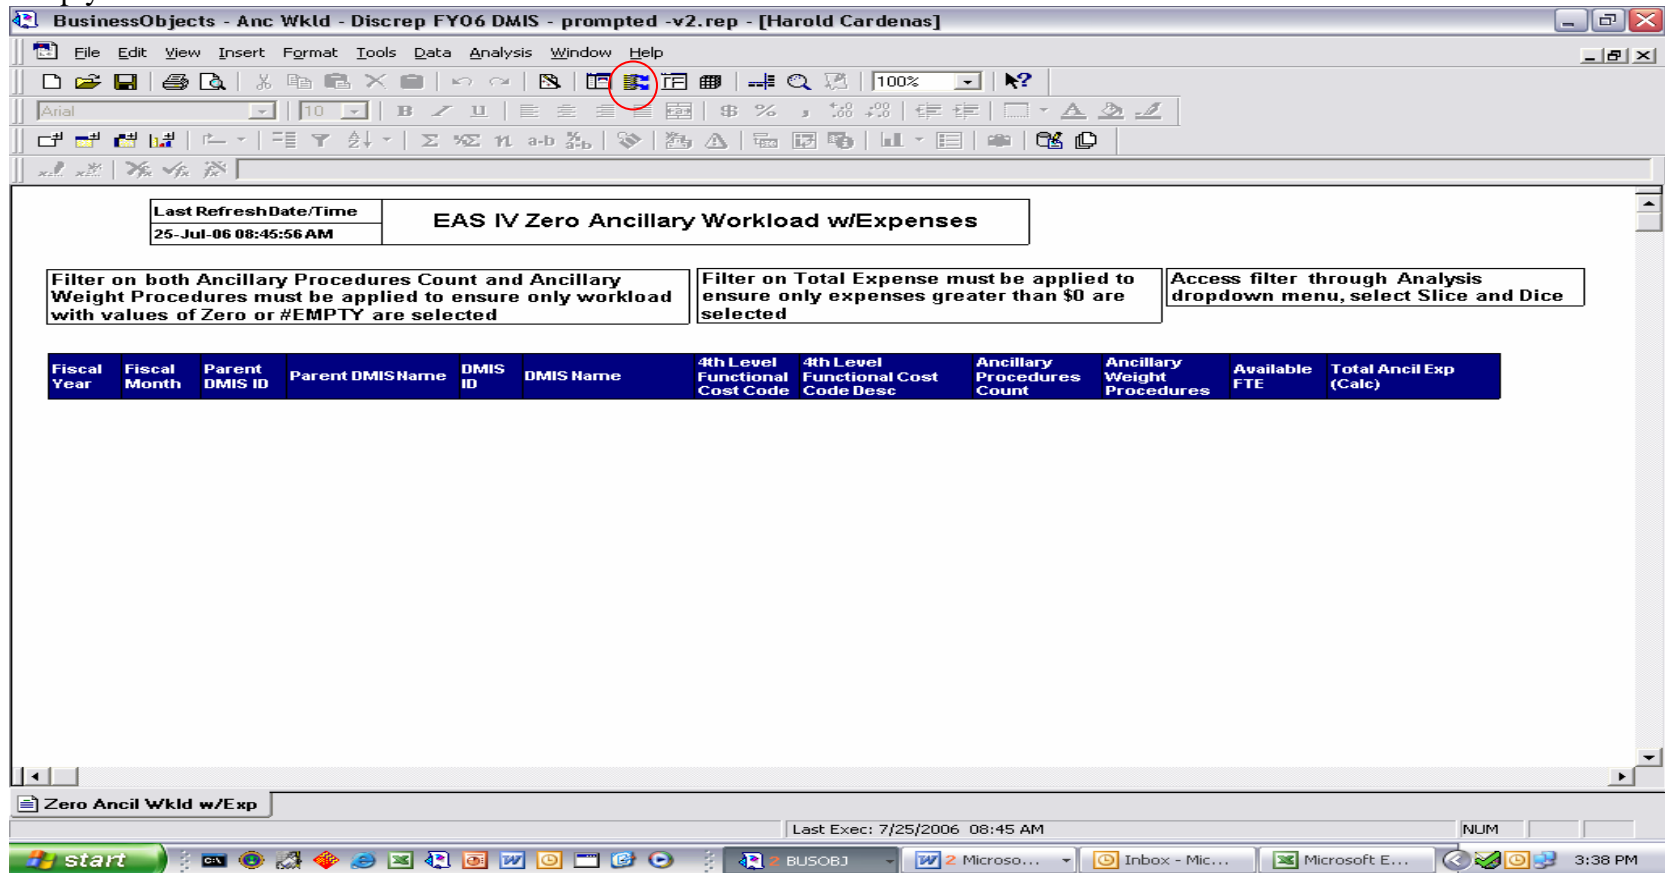 BusinessObjects - Anc Wkld - Discrep FY06 DMIS - prompted -v2.rep - [Harold Cardenas]
File Edit View Insert Format Tools Data Analysis Window Help
100%
Arial 10 B U $ %
Last Refresh Date/Time
25-Jul-06 08:45:56 AM
EAS IV Zero Ancillary Workload w/Expenses
Filter on both Ancillary Procedures Count and Ancillary
Weight Procedures must be applied to ensure only workload
with values of Zero or #EMPTY are selected
Filter on Total Expense must be applied to
ensure only expenses greater than $0 are
selected
Access filter through Analysis
dropdown menu, select Slice and Dice
Fiscal
Year
Fiscal
Month
Parent
DMIS ID
Parent DMIS Name
DMIS
ID
DMIS Name
4th Level
Functional
Cost Code
4th Level
Functional Cost
Code Desc
Ancillary
Procedures
Count
Ancillary
Weight
Procedures
Available
FTE
Total Ancil Exp
(Calc)
Zero Ancil Wkld w/Exp
Last Exec: 7/25/2006 08:45 AM
NUM
start
2 BUSOBJ
2 Microso...
Inbox - Mic...
Microsoft E...
3:38 PM